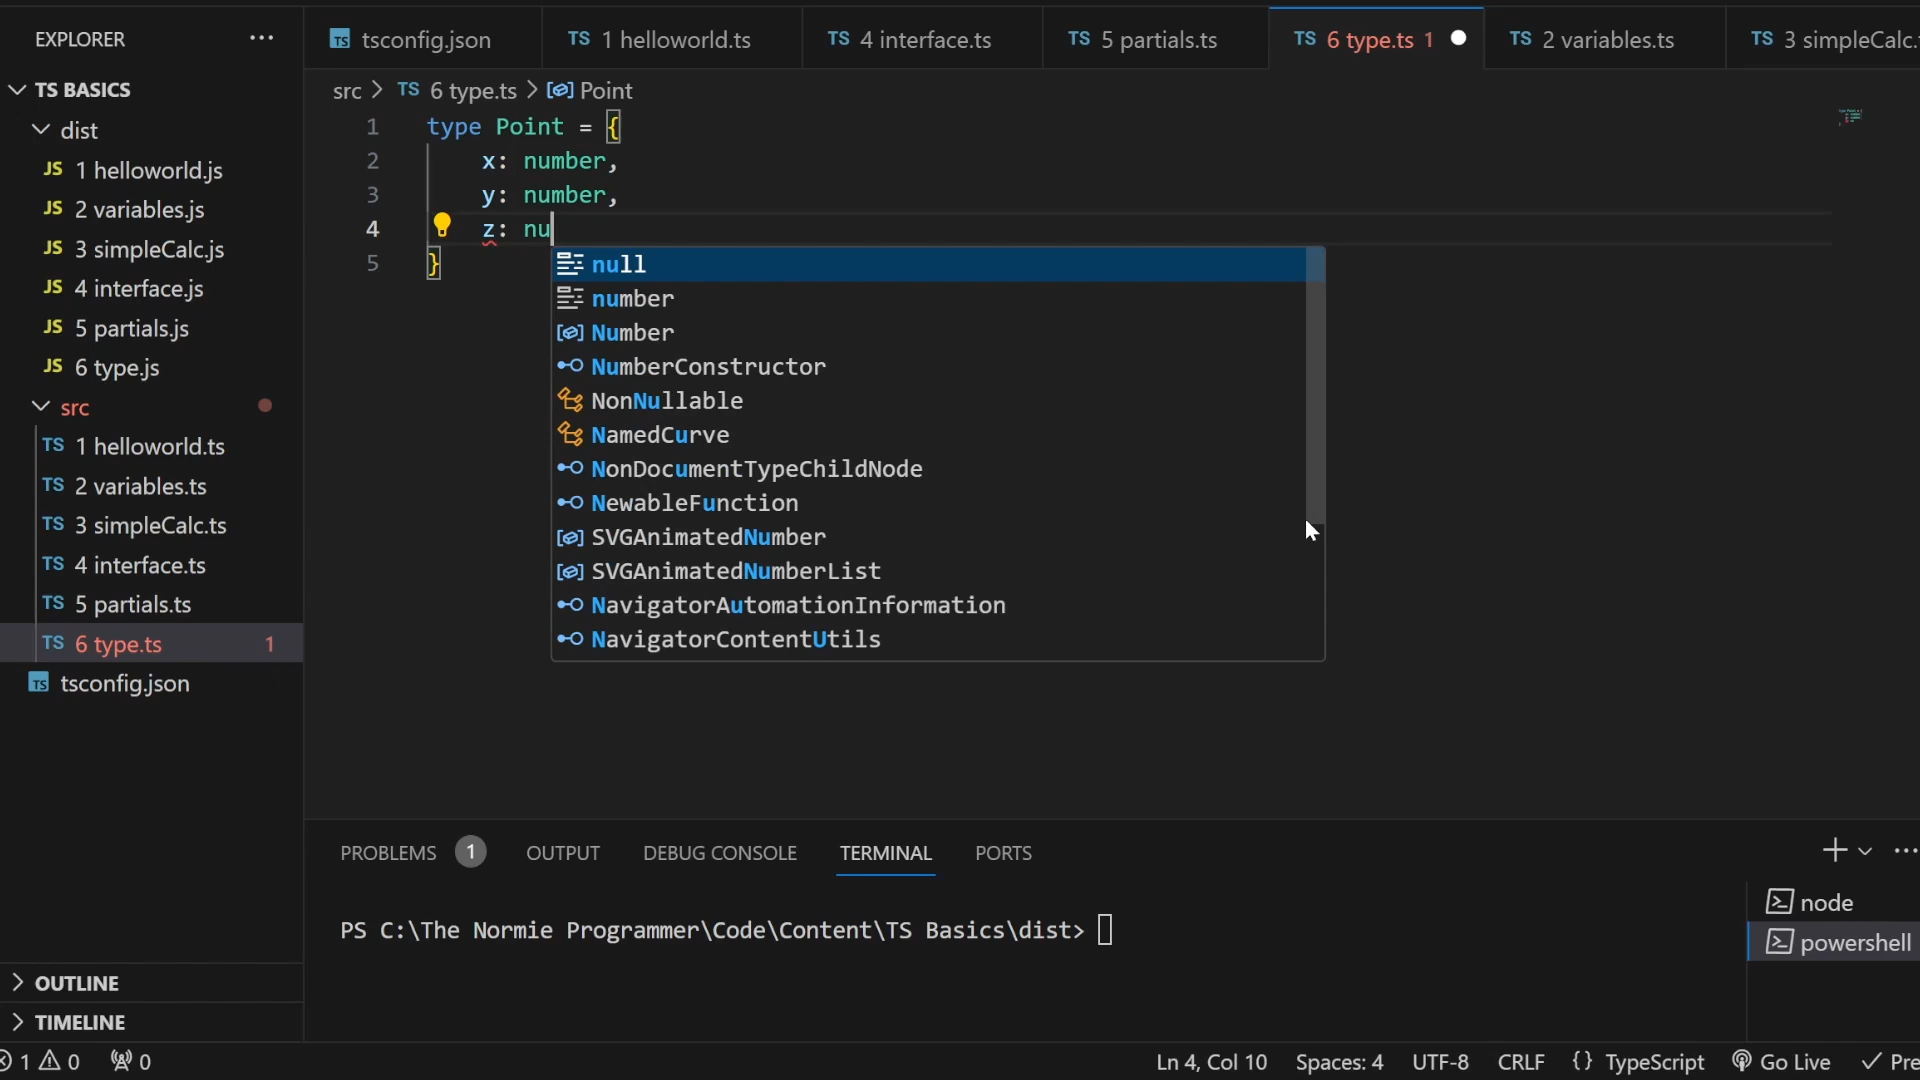 EXPLORER
TS BASICS
dist
JS 1 helloworld.js
JS 2 variables.js
JS 3 simpleCalc.js
JS 4 interface.js
JS 5 partials.js
JS 6 type.js
src
TS 1 helloworld.ts
TS 2 variables.ts
TS 3 simpleCalc.ts
TS 4 interface.ts
TS 5 partials.ts
TS 6 type.ts 1
TS tsconfig.json
OUTLINE
TIMELINE
TS tsconfig.json TS 1 helloworld.ts TS 4 interface.ts TS 5 partials.ts TS 6 type.ts 1 TS 2 variables.ts TS 3 simpleCalc.
src > TS 6 type.ts > Point
1 type Point = {
2 x: number,
3 y: number,
4 z: nu
5 }
null
number
Number
NumberConstructor
NonNullable
NamedCurve
NonDocumentTypeChildNode
NewableFunction
SVGAnimatedNumber
SVGAnimatedNumberList
NavigatorAutomationInformation
NavigatorContentUtils
PROBLEMS 1 OUTPUT DEBUG CONSOLE TERMINAL PORTS
PS C:\The Normie Programmer\Code\Content\TS Basics\dist>
node
powershell
1 0 0 Ln 4, Col 10 Spaces: 4 UTF-8 CRLF {} TypeScript Go Live Pre